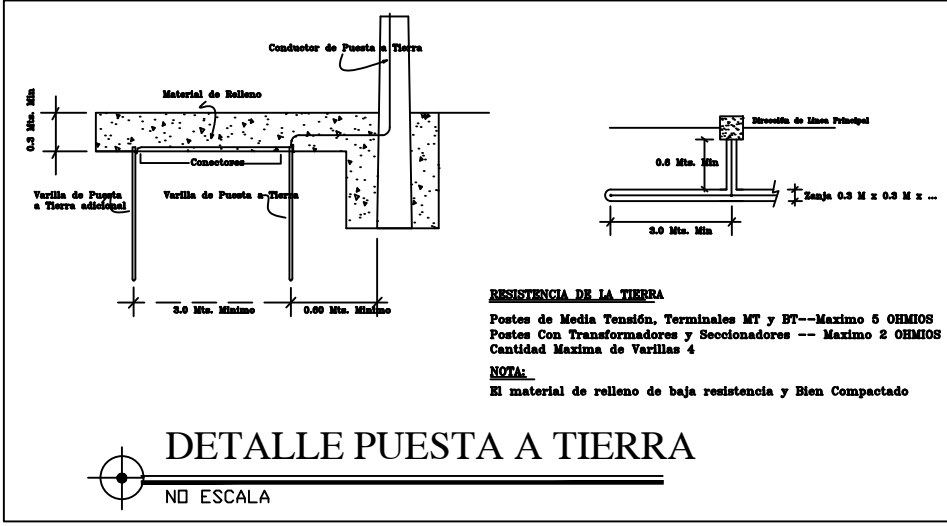 Conductor de Puesta a Tierra
Material de Relleno
0.3 Mts. Min
Conectores
Varilla de Puesta
a Tierra adicional
Varilla de Puesta a Tierra
3.0 Mts. Minimo
0.60 Mts. Minimo
Dirección de Linea Principal
0.6 Mts. Min
Zanja 0.3 M x 0.3 M x ...
3.0 Mts. Min
RESISTENCIA DE LA TIERRA
Postes de Media Tensión, Terminales MT y BT--Maximo 5 OHMIOS
Postes Con Transformadores y Seccionadores -- Maximo 2 OHMIOS
Cantidad Maxima de Varillas 4
NOTA:
El material de relleno de baja resistencia y Bien Compactado
DETALLE PUESTA A TIERRA
NO ESCALA